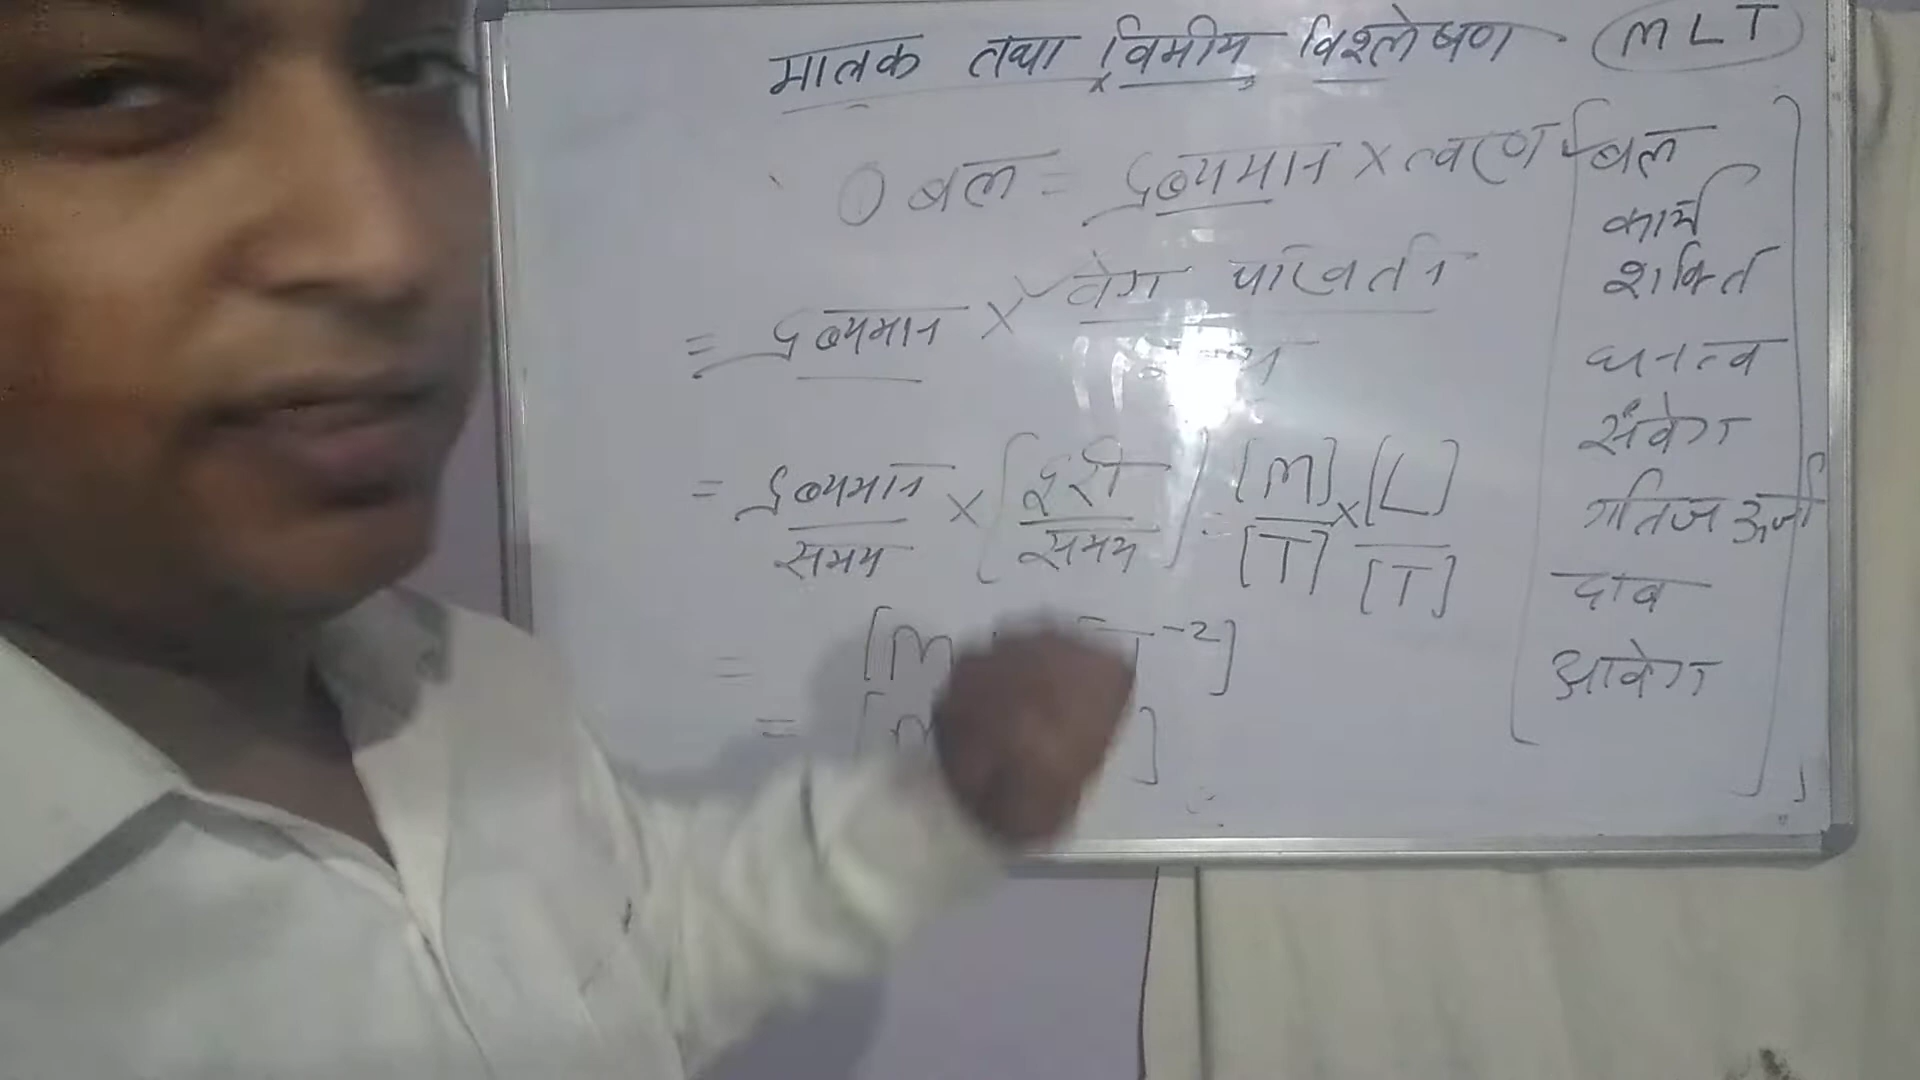 मात्रक तथा विमीय विश्लेषण MLT
① बल = द्रव्यमान × त्वरण
= द्रव्यमान × वेग परिवर्तन
= द्रव्यमान / समय × [दूरी / समय] = [M] / [T] × [L] / [T]
= [M T⁻²]
= [M ]
बल
कार्य
शक्ति
घनत्व
संवेग
गतिज ऊर्जा
दाब
आवेग